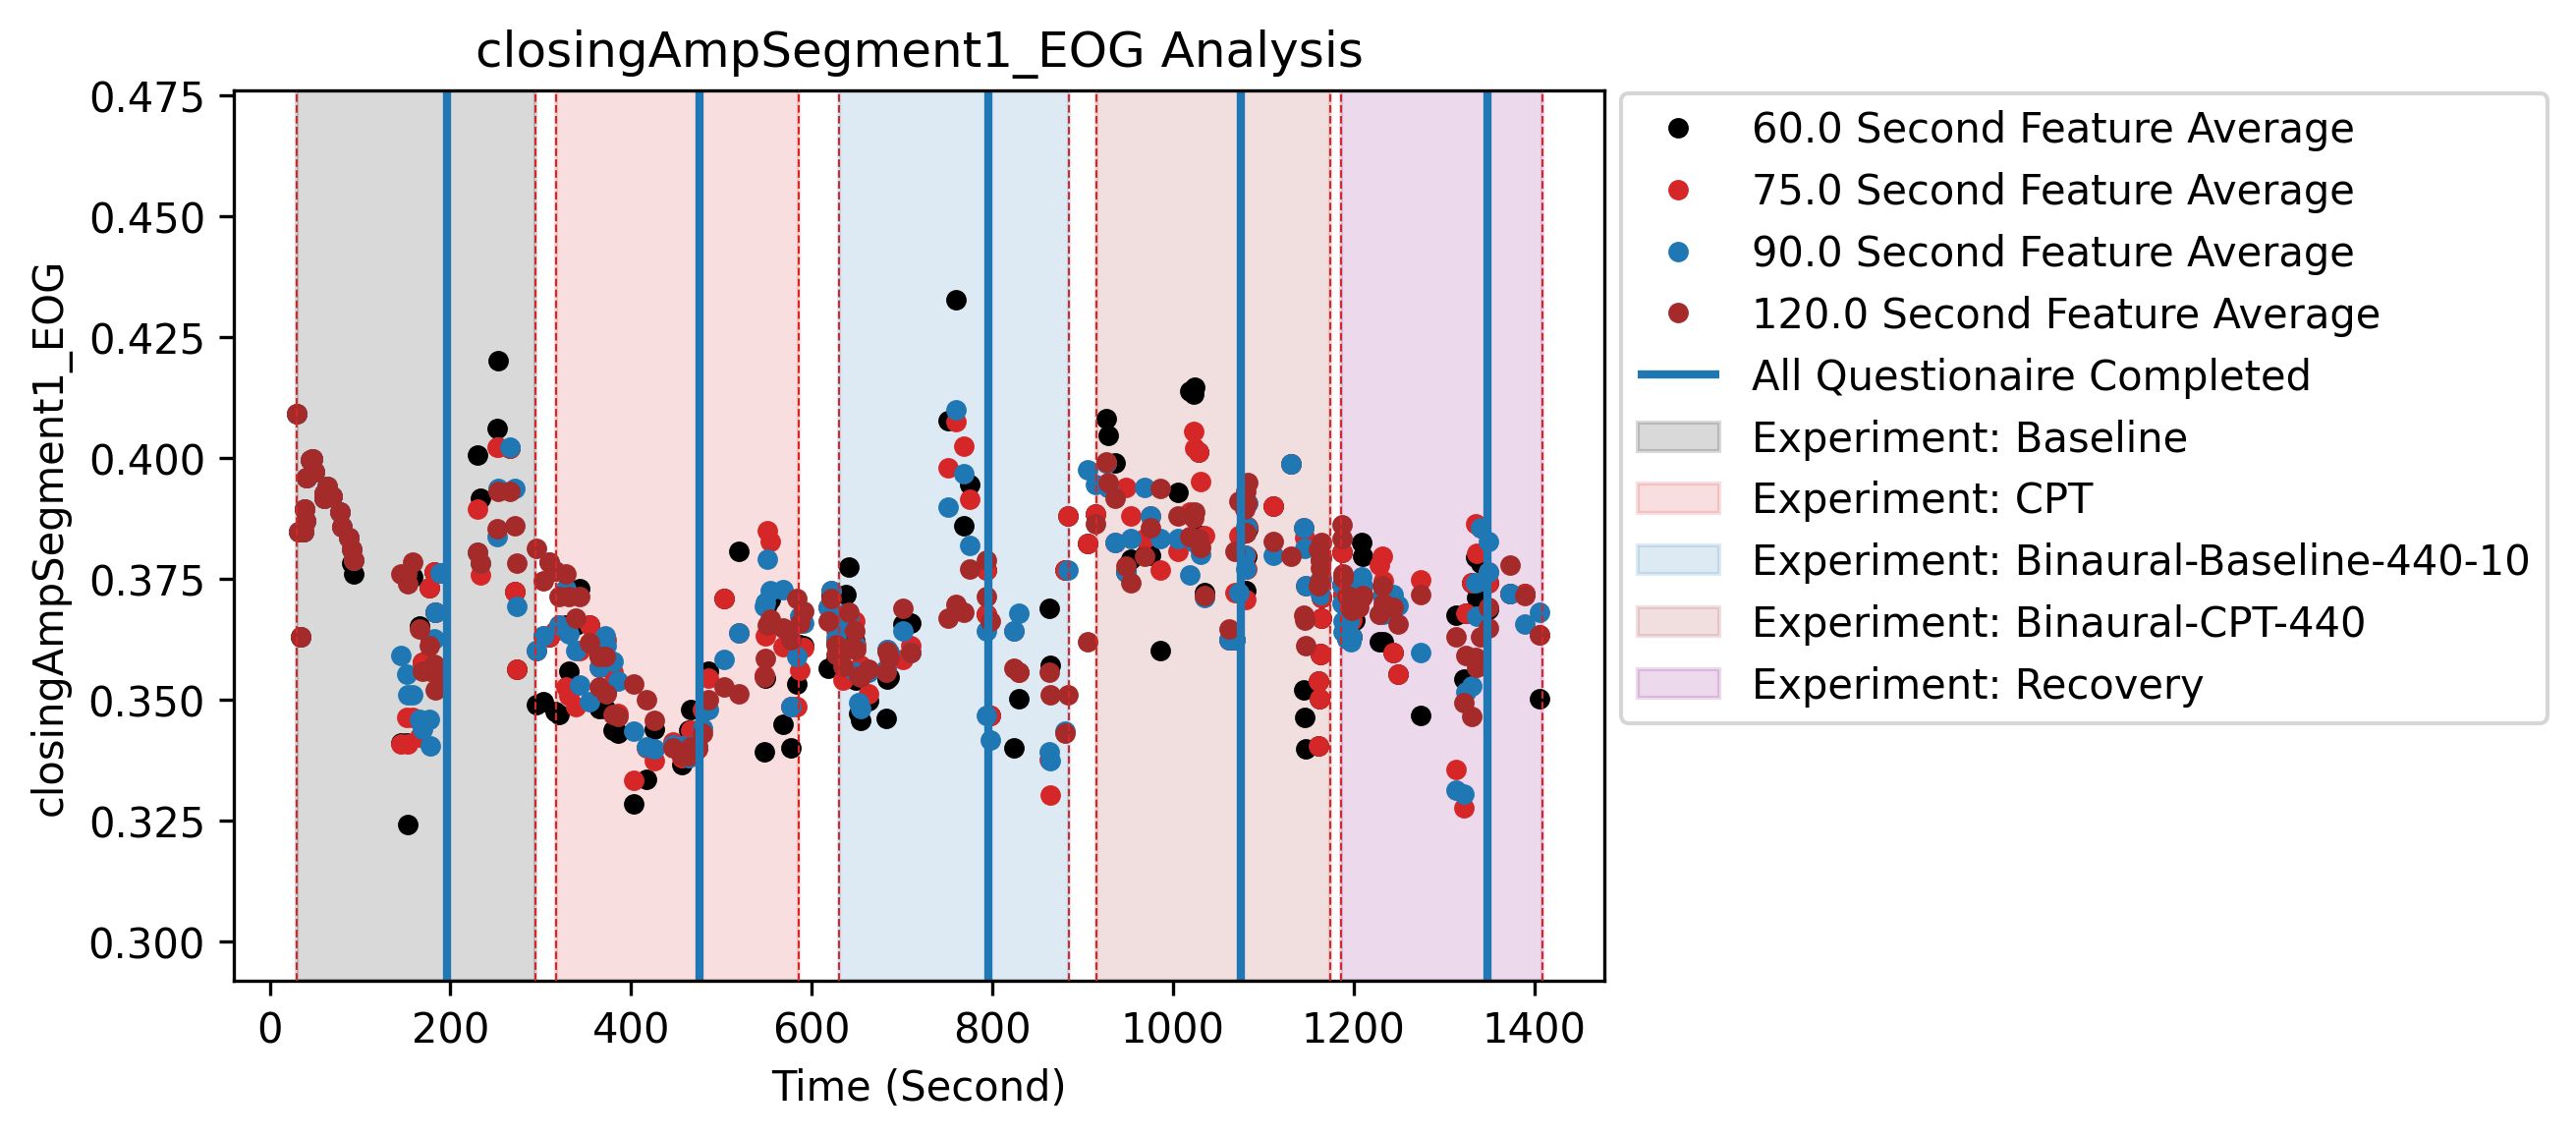 closingAmpSegment1_EOG Analysis
closingAmpSegment1_EOG
0.475
0.450
0.425
0.400
0.375
0.350
0.325
0.300
0
200
400
600
800
1000
1200
1400
Time (Second)
60.0 Second Feature Average
75.0 Second Feature Average
90.0 Second Feature Average
120.0 Second Feature Average
All Questionaire Completed
Experiment: Baseline
Experiment: CPT
Experiment: Binaural-Baseline-440-10
Experiment: Binaural-CPT-440
Experiment: Recovery